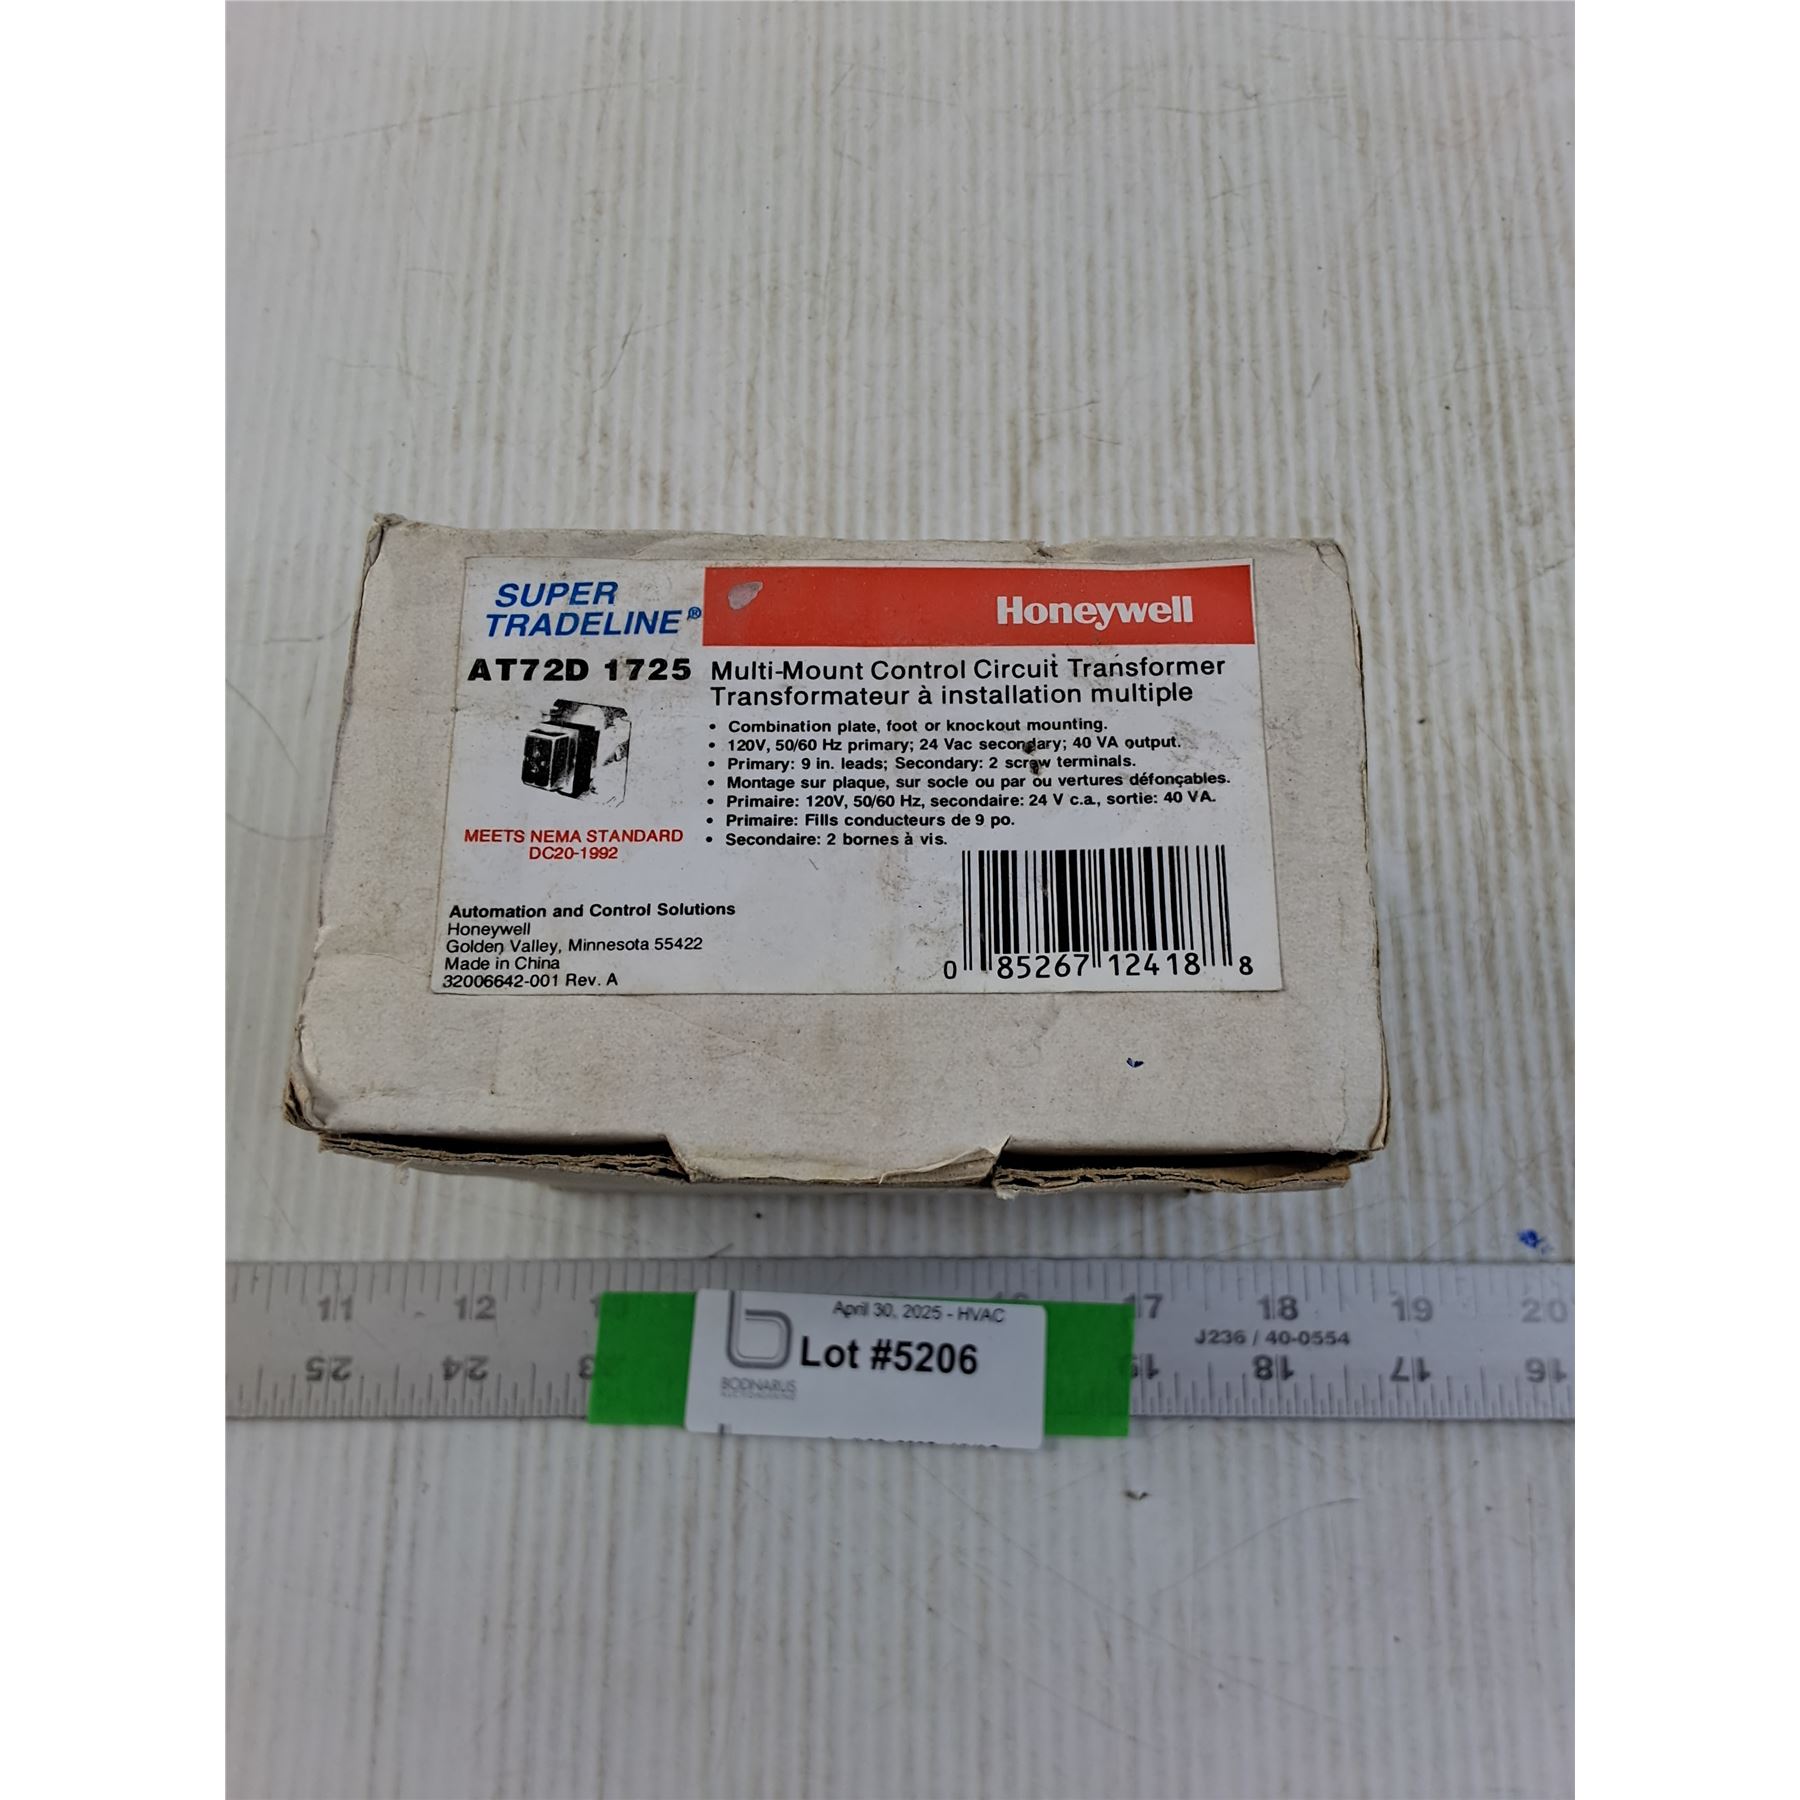 SUPER
TRADELINE®
Honeywell
AT72D 1725
Multi-Mount Control Circuit Transformer
Transformateur à installation multiple
• Combination plate, foot or knockout mounting.
• 120V, 50/60 Hz primary; 24 Vac secondary; 40 VA output.
• Primary: 9 in. leads; Secondary: 2 screw terminals.
• Montage sur plaque, sur socle ou par ou vertures défonçables.
• Primaire: 120V, 50/60 Hz, secondaire: 24 V c.a., sortie: 40 VA.
• Primaire: Fills conducteurs de 9 po.
• Secondaire: 2 bornes à vis.
MEETS NEMA STANDARD
DC20-1992
Automation and Control Solutions
Honeywell
Golden Valley, Minnesota 55422
Made in China
32006642-001 Rev. A
0 85267 12418 8
11 12 17 18 19 20
J236 / 40-0554
25 24 18 17 16
April 30, 2025 - HVAC
Lot #5206
BODNARUS